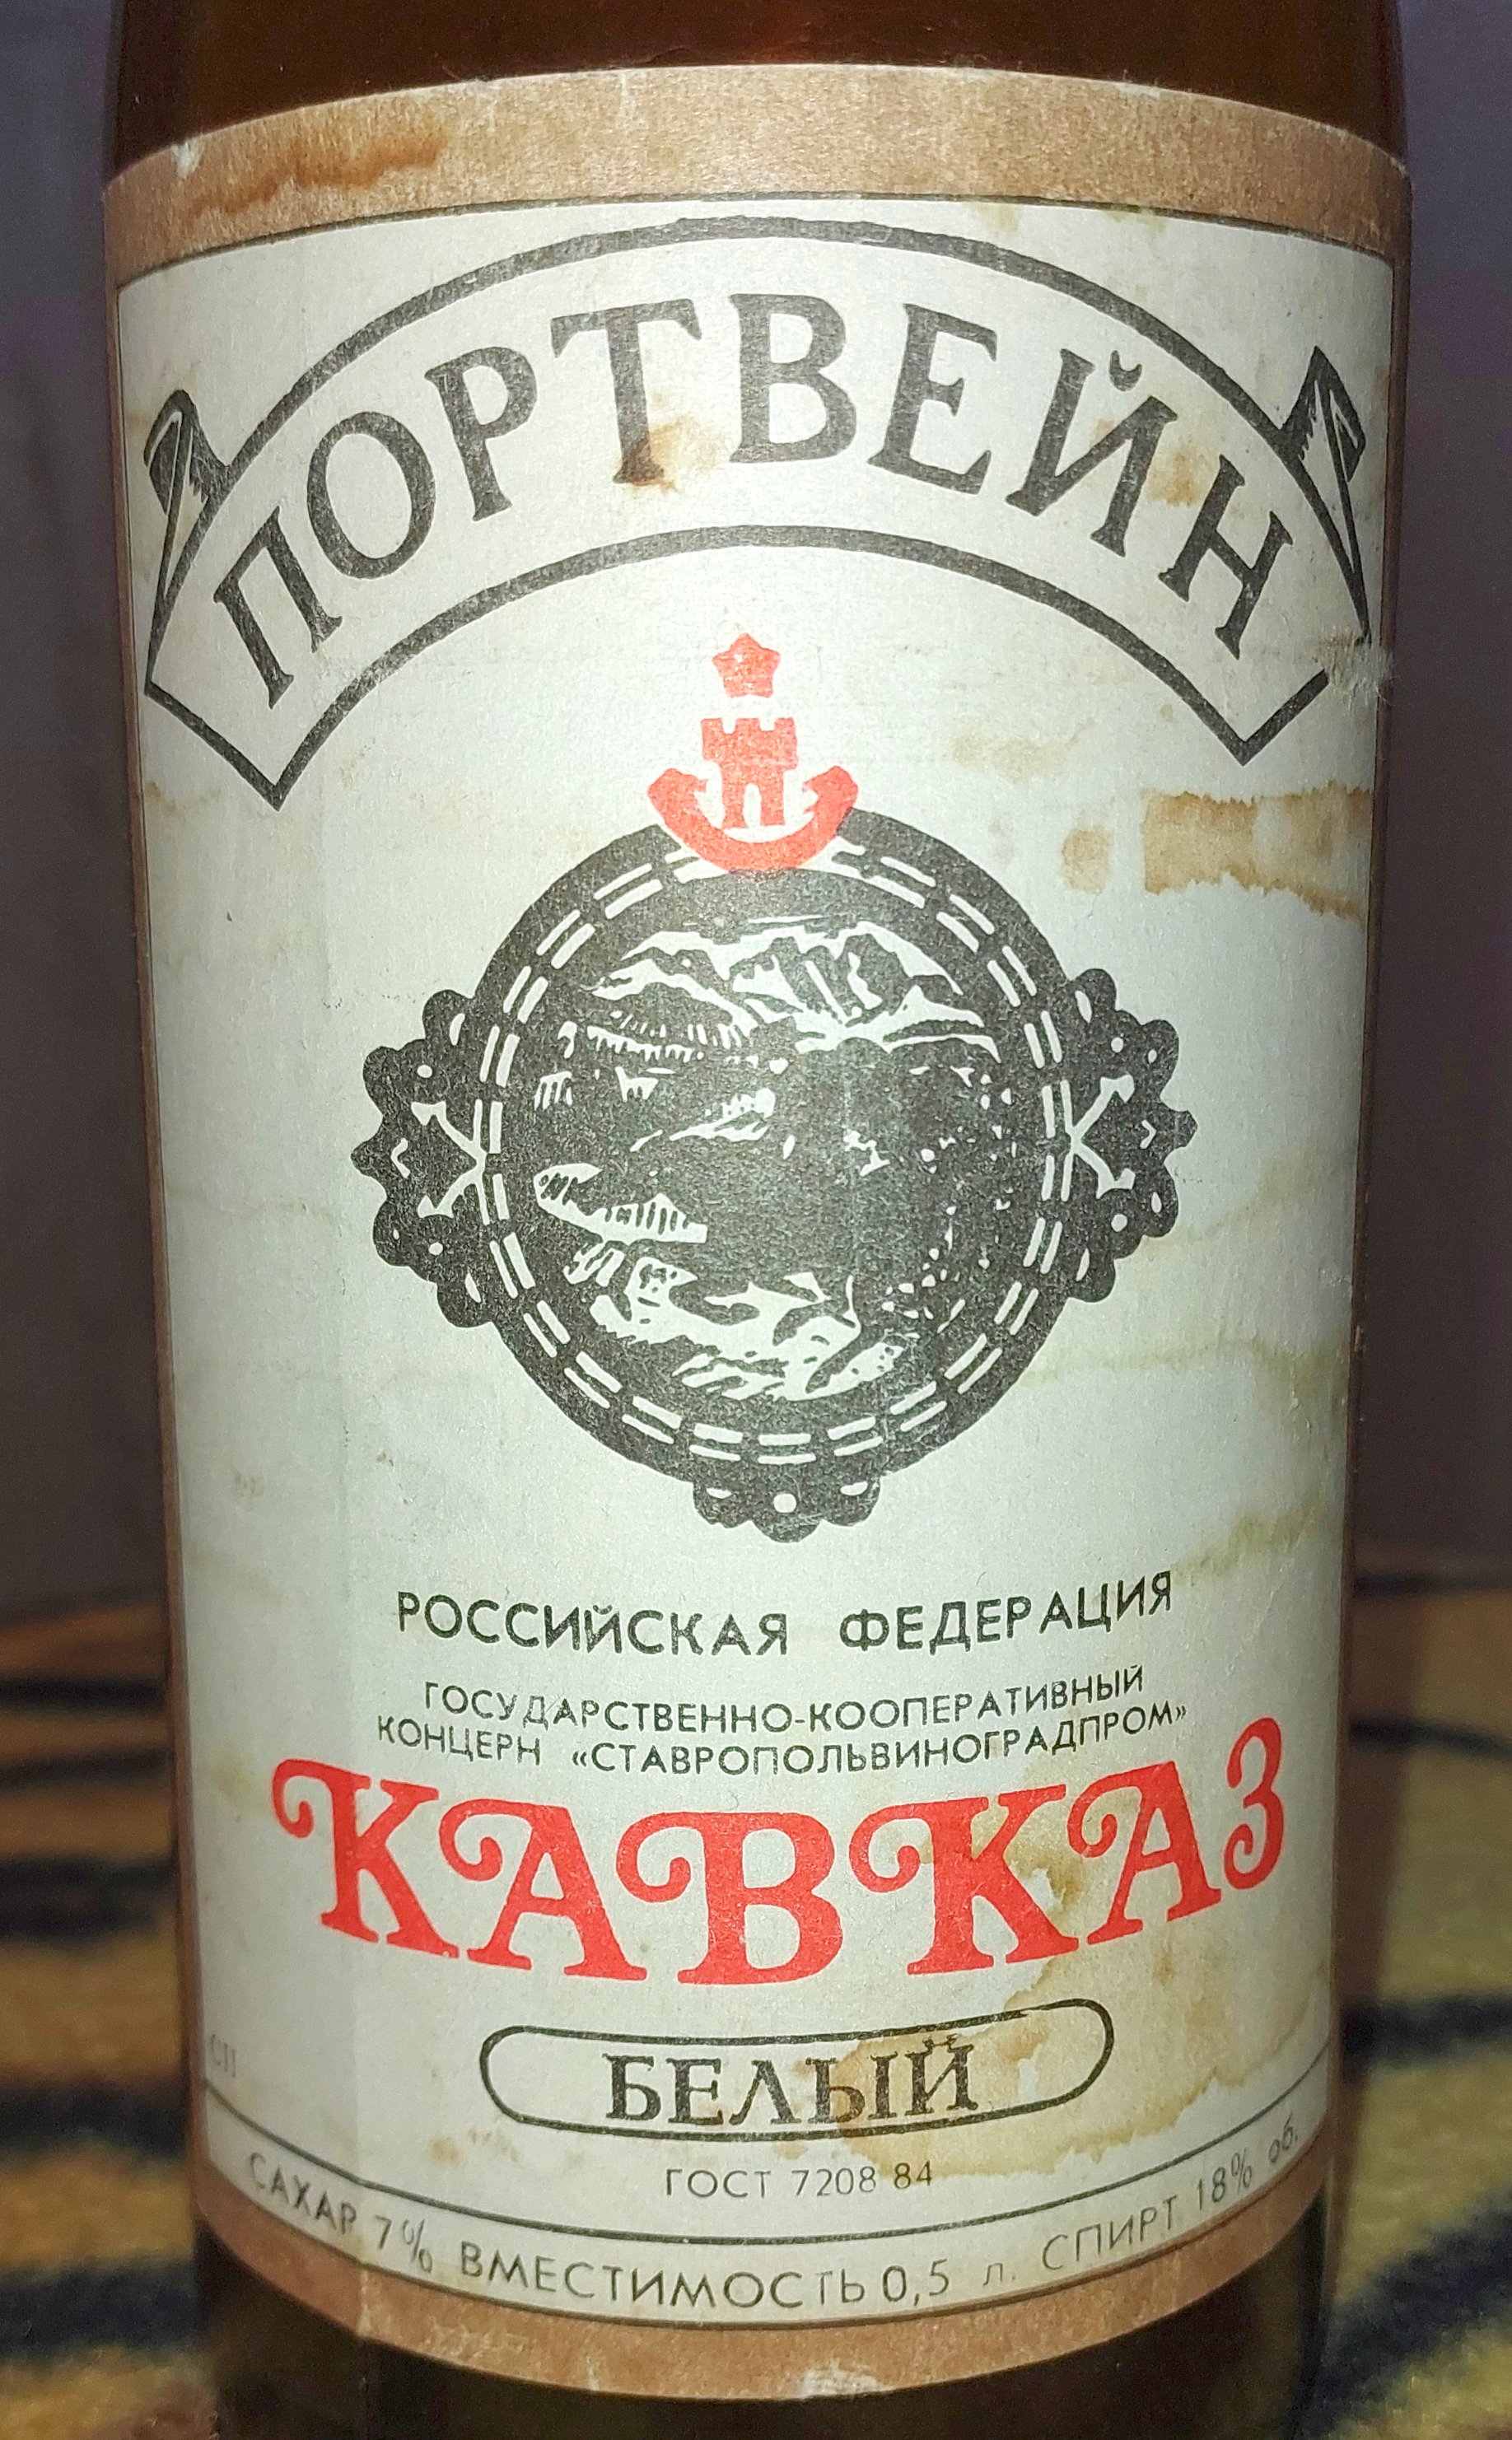 ПОРТВЕЙН
РОССИЙСКАЯ ФЕДЕРАЦИЯ
ГОСУДАРСТВЕННО-КООПЕРАТИВНЫЙ
КОНЦЕРН «СТАВРОПОЛЬВИНОГРАДПРОМ»
КАВКАЗ
БЕЛЫЙ
СП
ГОСТ 7208 84
САХАР 7% ВМЕСТИМОСТЬ 0,5 л. СПИРТ 18% об.